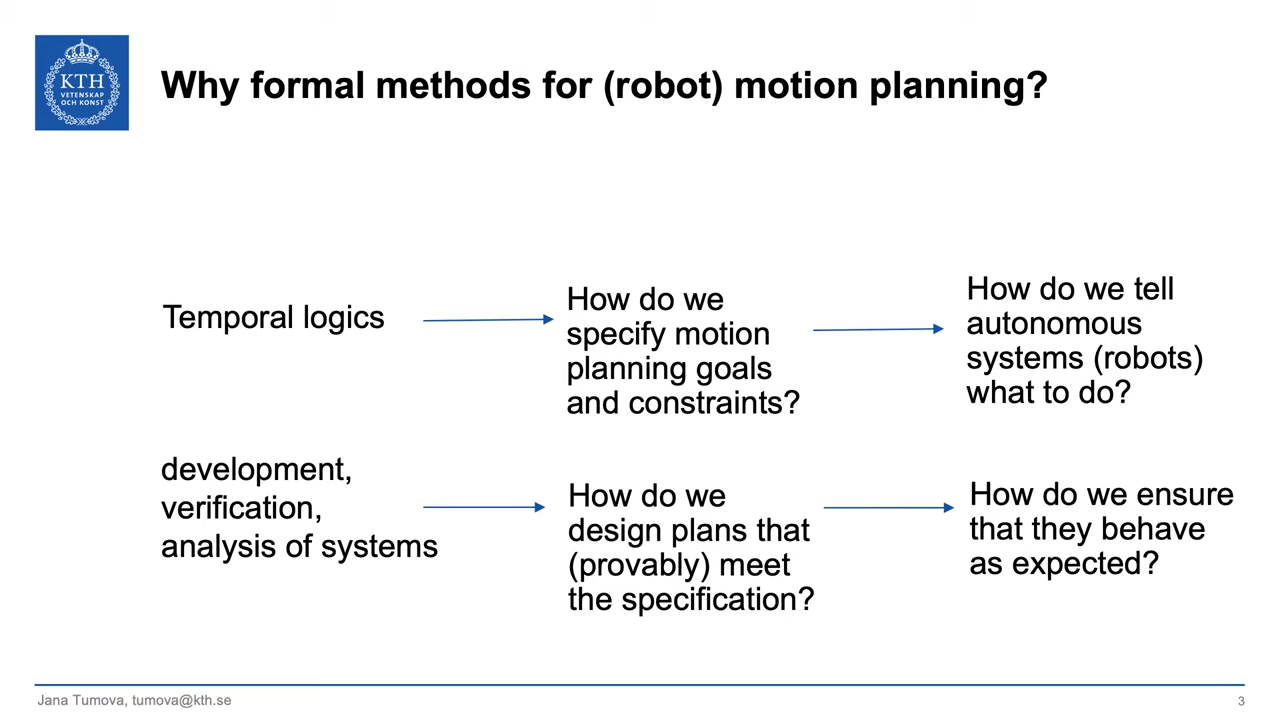 KTH
VETENSKAP
OCH KONST
Why formal methods for (robot) motion planning?
Temporal logics
How do we
specify motion
planning goals
and constraints?
How do we tell
autonomous
systems (robots)
what to do?
development,
verification,
analysis of systems
How do we
design plans that
(provably) meet
the specification?
How do we ensure
that they behave
as expected?
Jana Tumova, tumova@kth.se
3